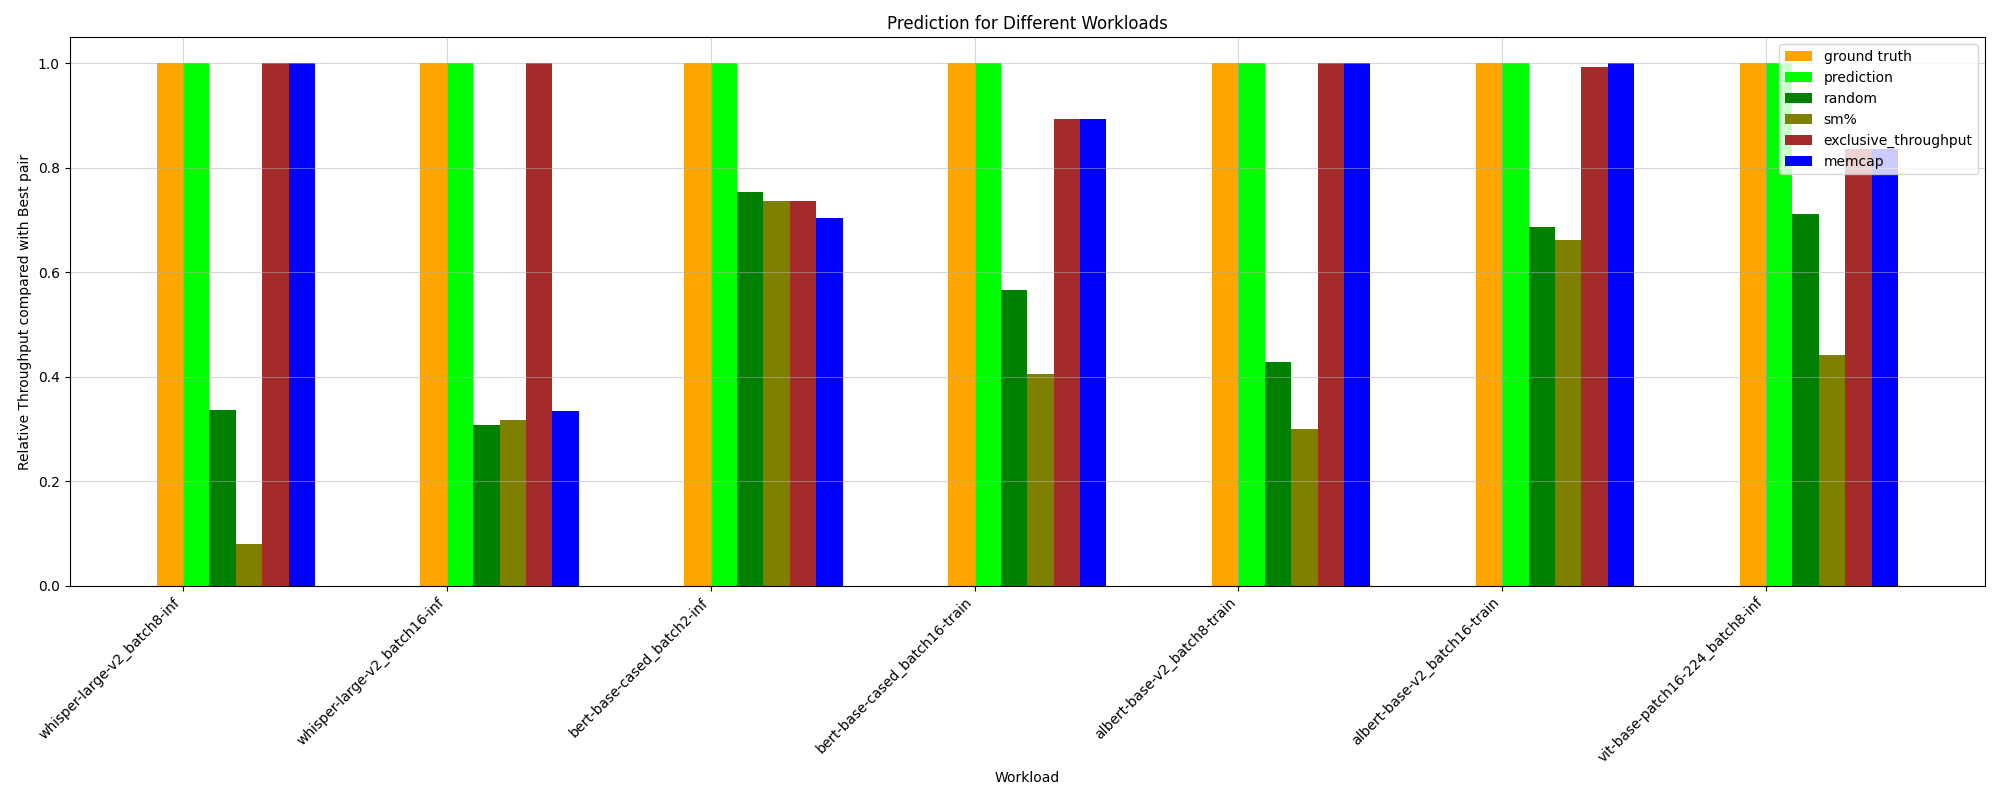 Prediction for Different Workloads
Relative Throughput compared with Best pair
1.0
0.8
0.6
0.4
0.2
0.0
ground truth
prediction
random
sm%
exclusive_throughput
memcap
whisper-large-v2_batch8-inf
whisper-large-v2_batch16-inf
bert-base-cased_batch2-inf
bert-base-cased_batch16-train
albert-base-v2_batch8-train
albert-base-v2_batch16-train
vit-base-patch16-224_batch8-inf
Workload